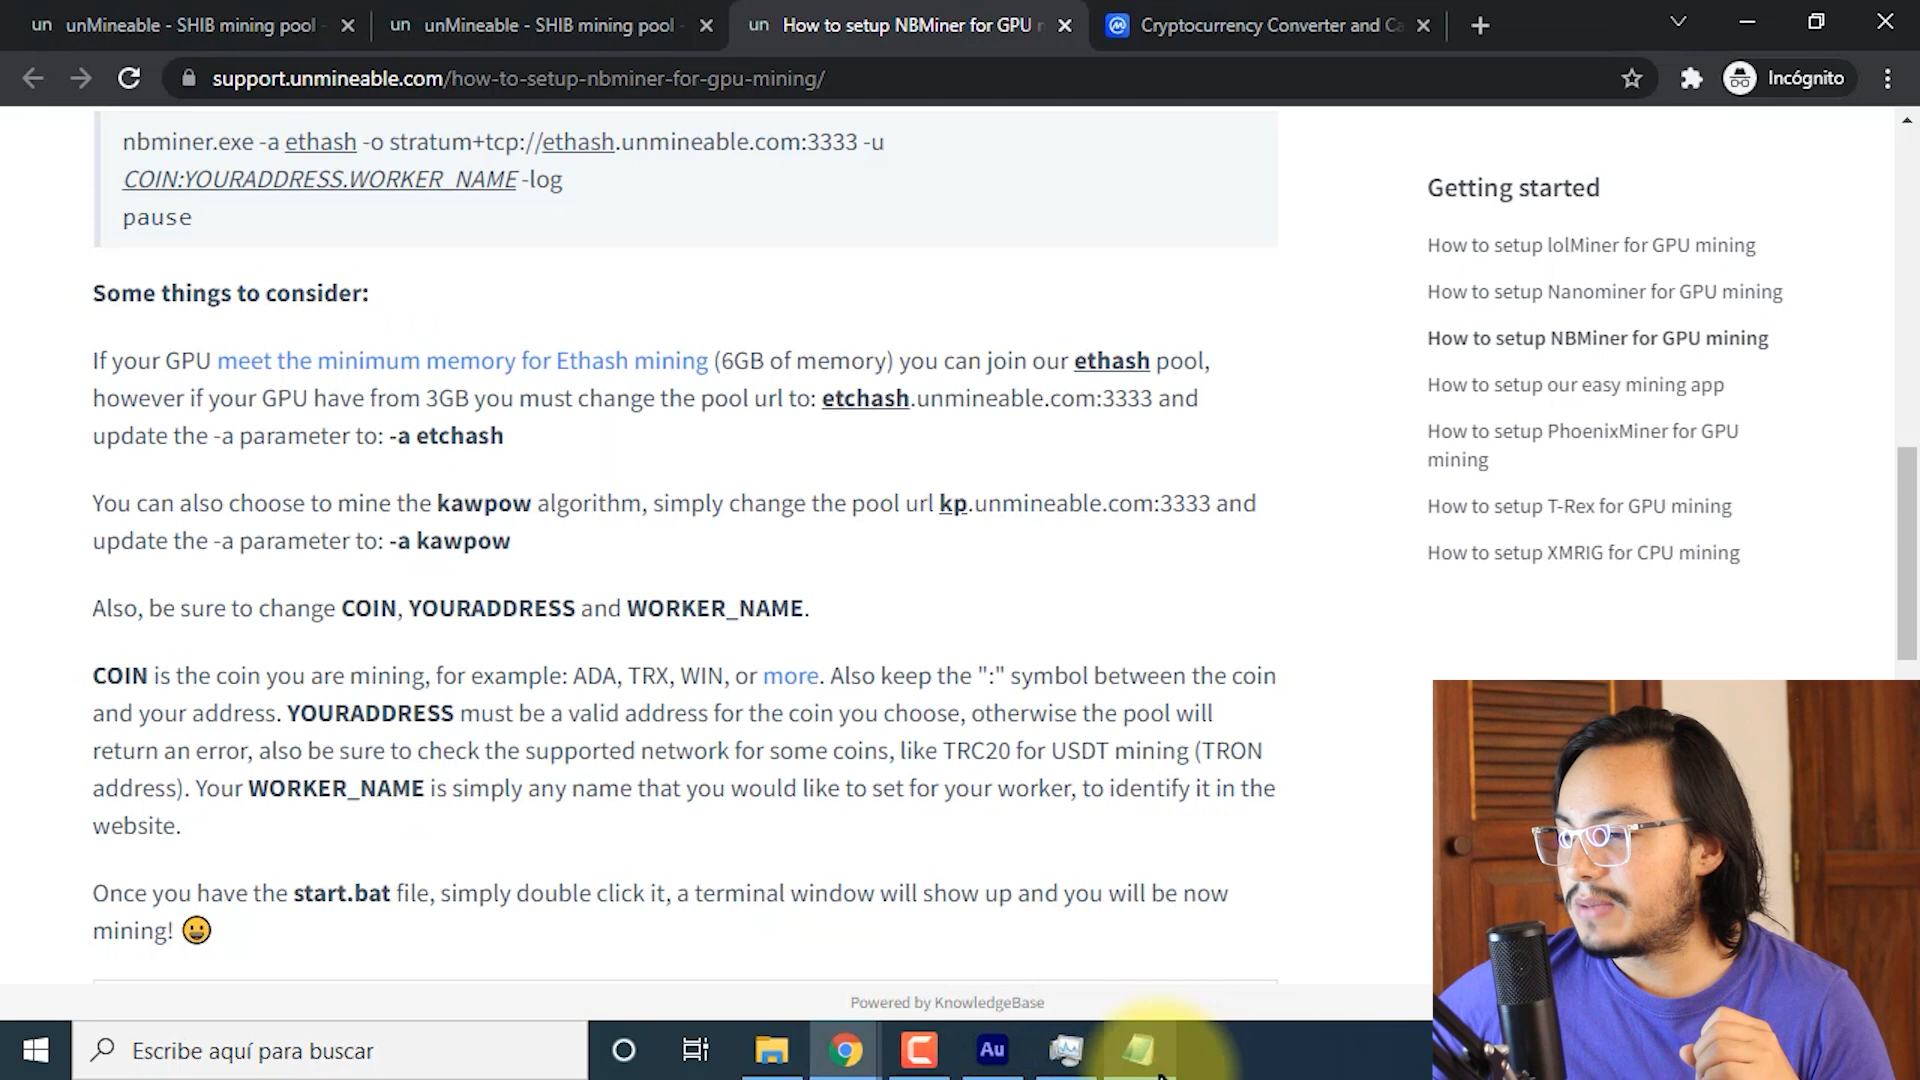 un unMineable - SHIB mining pool -
un unMineable - SHIB mining pool -
un How to setup NBMiner for GPU
Cryptocurrency Converter and Ca
support.unmineable.com/how-to-setup-nbminer-for-gpu-mining/
Incógnito
nbminer.exe -a ethash -o stratum+tcp://ethash.unmineable.com:3333 -u
COIN:YOURADDRESS.WORKER_NAME -log
pause
Some things to consider:
If your GPU meet the minimum memory for Ethash mining (6GB of memory) you can join our ethash pool,
however if your GPU have from 3GB you must change the pool url to: etchash.unmineable.com:3333 and
update the -a parameter to: -a etchash
You can also choose to mine the kawpow algorithm, simply change the pool url kp.unmineable.com:3333 and
update the -a parameter to: -a kawpow
Also, be sure to change COIN, YOURADDRESS and WORKER_NAME.
COIN is the coin you are mining, for example: ADA, TRX, WIN, or more. Also keep the ":" symbol between the coin
and your address. YOURADDRESS must be a valid address for the coin you choose, otherwise the pool will
return an error, also be sure to check the supported network for some coins, like TRC20 for USDT mining (TRON
address). Your WORKER_NAME is simply any name that you would like to set for your worker, to identify it in the
website.
Once you have the start.bat file, simply double click it, a terminal window will show up and you will be now
mining! 😀
Getting started
How to setup lolMiner for GPU mining
How to setup Nanominer for GPU mining
How to setup NBMiner for GPU mining
How to setup our easy mining app
How to setup PhoenixMiner for GPU
mining
How to setup T-Rex for GPU mining
How to setup XMRIG for CPU mining
Powered by KnowledgeBase
Escribe aquí para buscar
Au